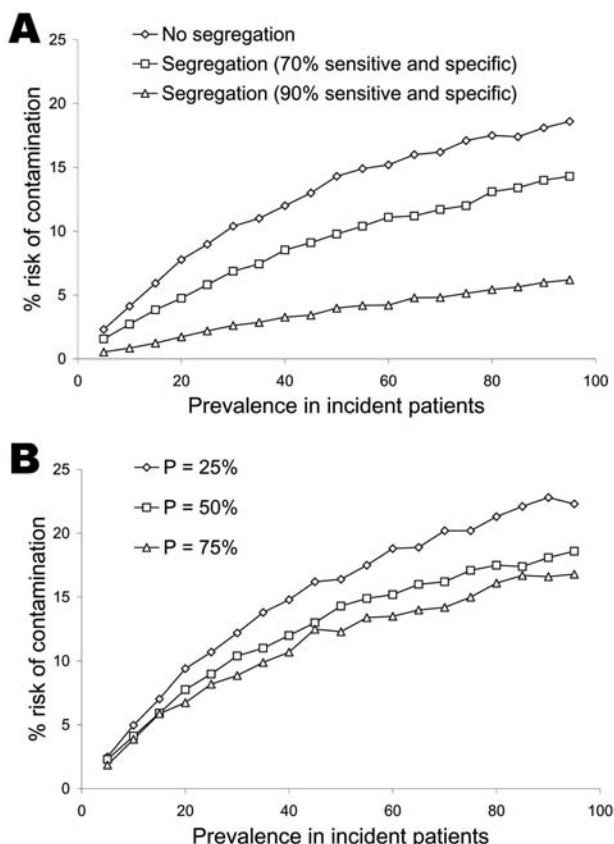 A
No segregation
Segregation (70% sensitive and specific)
Segregation (90% sensitive and specific)
25
20
15
10
5
0
% risk of contamination
0 20 40 60 80 100
Prevalence in incident patients
B
P = 25%
P = 50%
P = 75%
25
20
15
10
5
0
% risk of contamination
0 20 40 60 80 100
Prevalence in incident patients